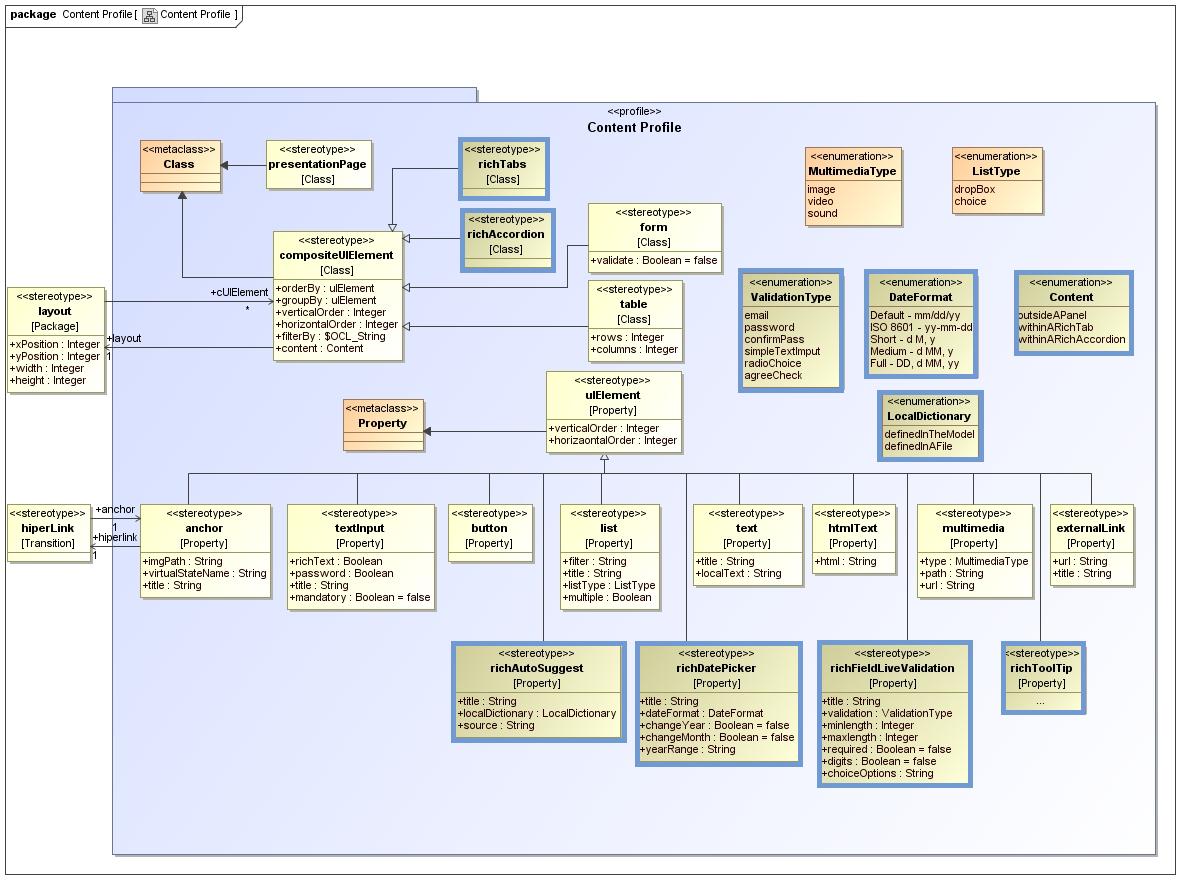 package Content Profile [ Content Profile ]
<<profile>>
Content Profile
<<metaclass>>
Class
<<stereotype>>
presentationPage
[Class]
<<stereotype>>
richTabs
[Class]
<<enumeration>>
MultimediaType
image
video
sound
<<enumeration>>
ListType
dropBox
choice
<<stereotype>>
richAccordion
[Class]
<<stereotype>>
form
[Class]
+validate : Boolean = false
<<stereotype>>
compositeUIElement
[Class]
+orderBy : uIElement
+groupBy : uIElement
+verticalOrder : Integer
+horizontalOrder : Integer
+filterBy : $OCL_String
+content : Content
<<stereotype>>
table
[Class]
+rows : Integer
+columns : Integer
<<enumeration>>
ValidationType
email
password
confirmPass
simpleTextImput
radioChoice
agreeCheck
<<enumeration>>
DateFormat
Default - mm/dd/yy
ISO 8601 - yy-mm-dd
Short - d M, y
Medium - d MM, y
Full - DD, d MM, yy
<<enumeration>>
Content
outsideAPanel
withinARichTab
withinARichAccordion
<<stereotype>>
layout
[Package]
+xPosition : Integer
+yPosition : Integer
+width : Integer
+height : Integer
+cUIElement
*
+layout
1
<<metaclass>>
Property
<<stereotype>>
uIElement
[Property]
+verticalOrder : Integer
+horizaontalOrder : Integer
<<enumeration>>
LocalDictionary
definedInTheModel
definedInAFile
<<stereotype>>
hiperLink
[Transition]
+anchor
1
+hiperlink
1
<<stereotype>>
anchor
[Property]
+imgPath : String
+virtualStateName : String
+title : String
<<stereotype>>
textInput
[Property]
+richText : Boolean
+password : Boolean
+title : String
+mandatory : Boolean = false
<<stereotype>>
button
[Property]
<<stereotype>>
list
[Property]
+filter : String
+title : String
+listType : ListType
+multiple : Boolean
<<stereotype>>
text
[Property]
+title : String
+localText : String
<<stereotype>>
htmlText
[Property]
+html : String
<<stereotype>>
multimedia
[Property]
+type : MultimediaType
+path : String
+url : String
<<stereotype>>
externalLink
[Property]
+url : String
+title : String
<<stereotype>>
richAutoSuggest
[Property]
+title : String
+localDictionary : LocalDictionary
+source : String
<<stereotype>>
richDatePicker
[Property]
+title : String
+dateFormat : DateFormat
+changeYear : Boolean = false
+changeMonth : Boolean = false
+yearRange : String
<<stereotype>>
richFieldLiveValidation
[Property]
+title : String
+validation : ValidationType
+minlength : Integer
+maxlength : Integer
+required : Boolean = false
+digits : Boolean = false
+choiceOptions : String
<<stereotype>>
richToolTip
[Property]
...